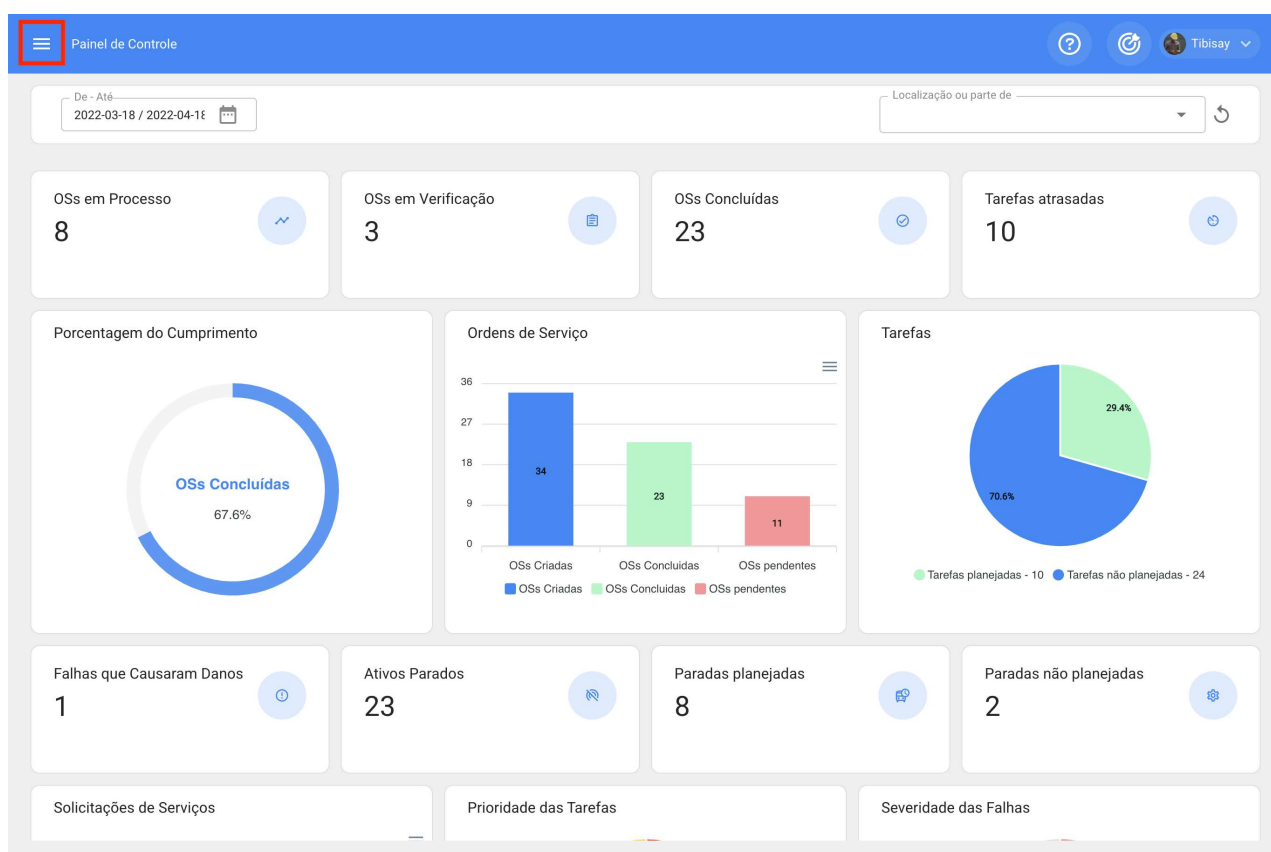 Painel de Controle
Tibisay
De - Até
2022-03-18 / 2022-04-18
Localização ou parte de
OSs em Processo
8
OSs em Verificação
3
OSs Concluídas
23
Tarefas atrasadas
10
Porcentagem do Cumprimento
OSs Concluídas
67.6%
Ordens de Serviço
36
27
18
9
0
34
23
11
OSs Criadas
OSs Concluidas
OSs pendentes
OSs Criadas
OSs Concluidas
OSs pendentes
Tarefas
29.4%
70.6%
Tarefas planejadas - 10
Tarefas não planejadas - 24
Falhas que Causaram Danos
1
Ativos Parados
23
Paradas planejadas
8
Paradas não planejadas
2
Solicitações de Serviços
Prioridade das Tarefas
Severidade das Falhas